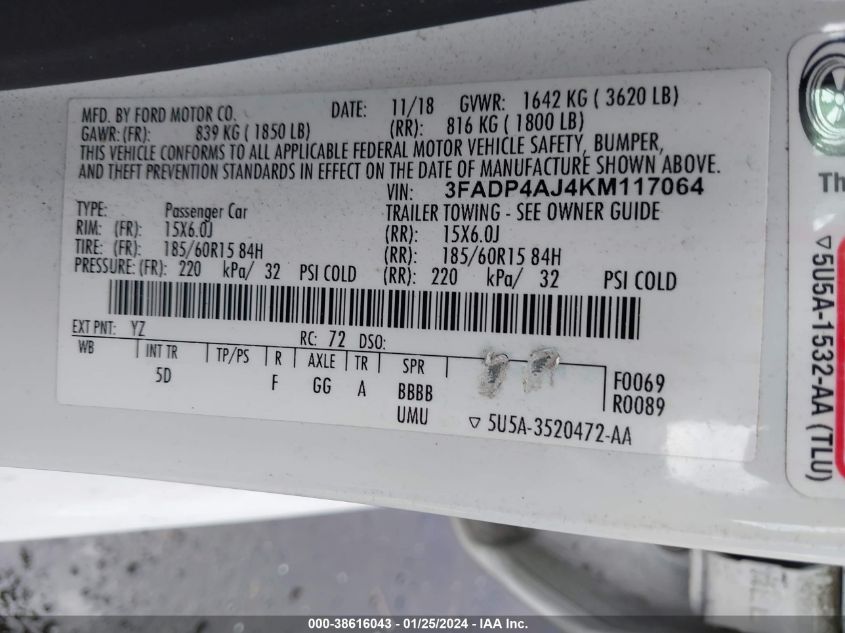 MFD. BY FORD MOTOR CO. DATE: 11/18 GVWR: 1642 KG ( 3620 LB)
GAWR: (FR): 839 KG ( 1850 LB) (RR): 816 KG ( 1800 LB)
THIS VEHICLE CONFORMS TO ALL APPLICABLE FEDERAL MOTOR VEHICLE SAFETY, BUMPER,
AND THEFT PREVENTION STANDARDS IN EFFECT ON THE DATE OF MANUFACTURE SHOWN ABOVE.
VIN: 3FADP4AJ4KM117064
TYPE: Passenger Car TRAILER TOWING - SEE OWNER GUIDE
RIM: (FR): 15X6.0J (RR): 15X6.0J
TIRE: (FR): 185/60R15 84H (RR): 185/60R15 84H
PRESSURE: (FR): 220 kPa/ 32 PSI COLD (RR): 220 kPa/ 32 PSI COLD
EXT PNT: YZ RC: 72 DSO:
WB INT TR TP/PS R AXLE TR SPR
5D F GG A BBBB F0069
UMU R0089
▽ 5U5A-3520472-AA
Th
▽ 5U5A-1532-AA (TLU)
000-38616043 - 01/25/2024 - IAA Inc.